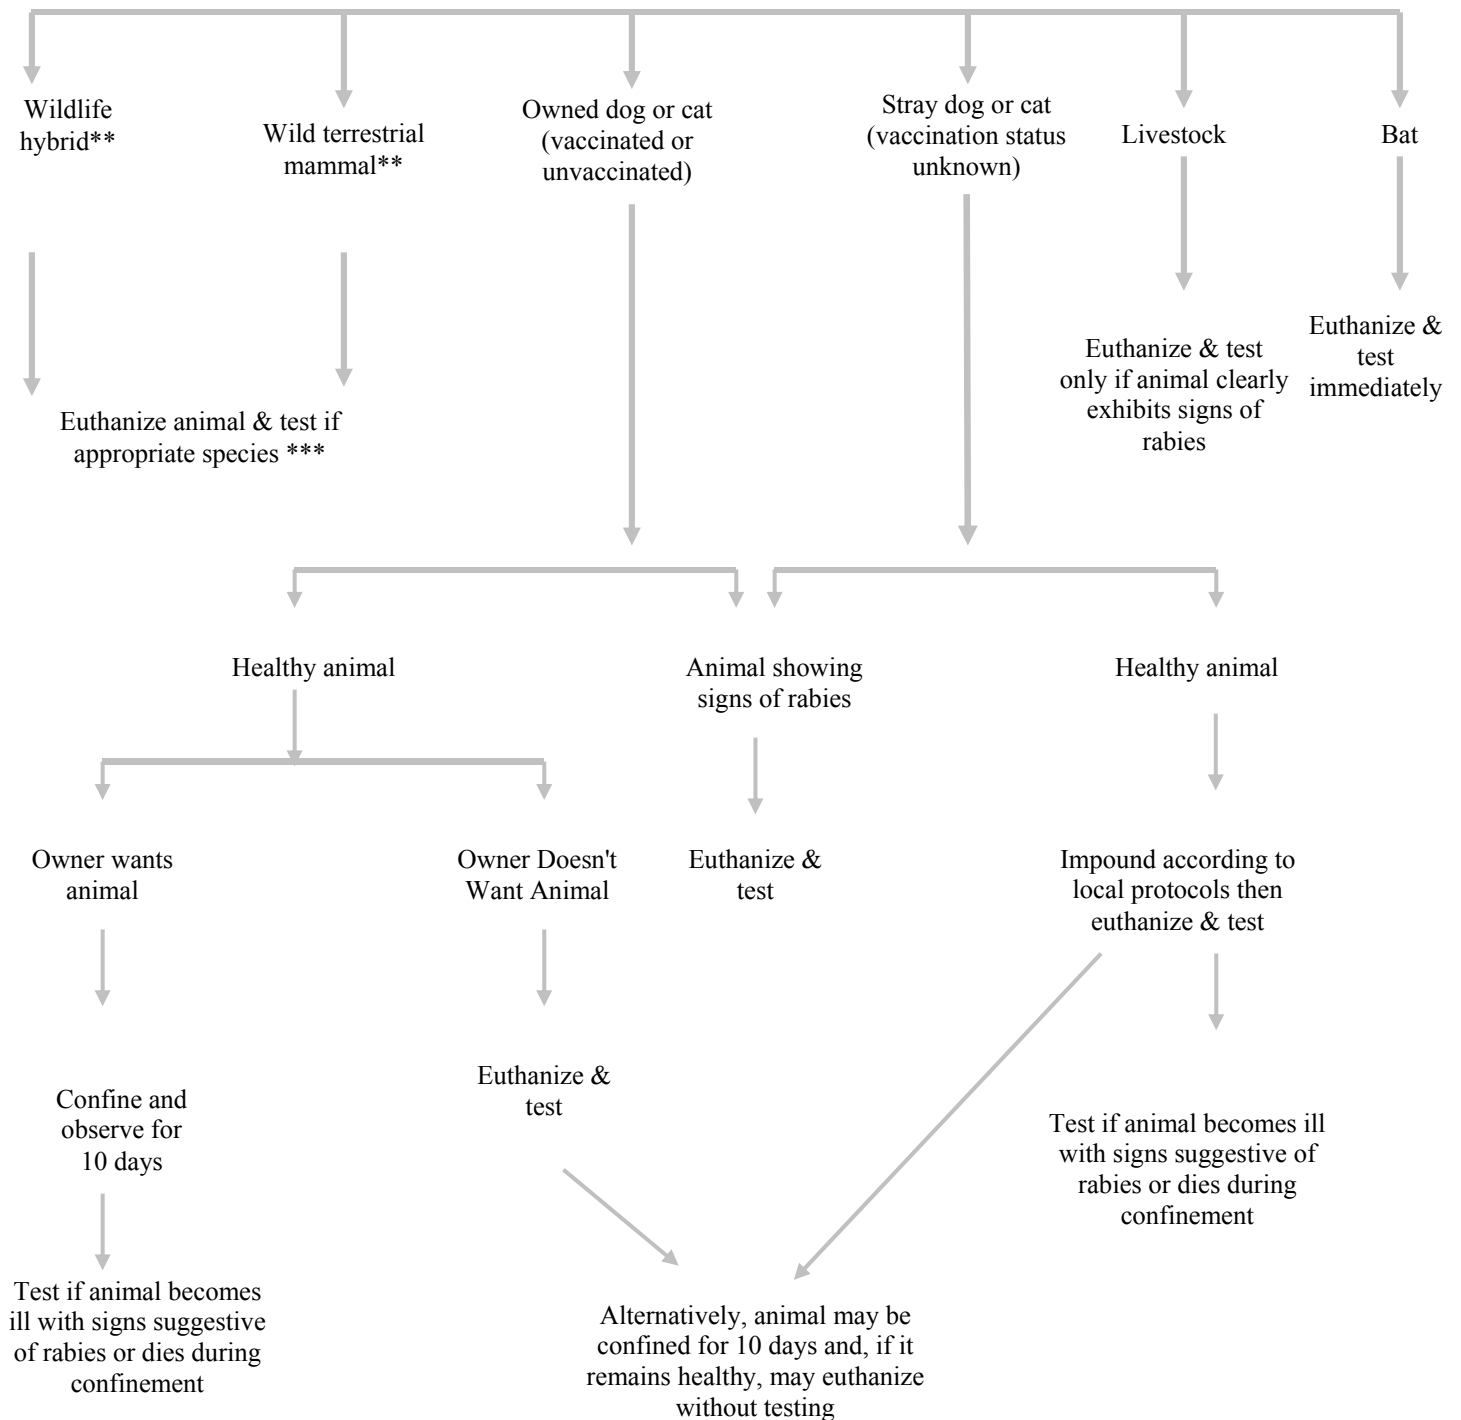 Wildlife
hybrid**
Wild terrestrial
mammal**
Owned dog or cat
(vaccinated or
unvaccinated)
Stray dog or cat
(vaccination status
unknown)
Livestock
Bat
Euthanize animal & test if
appropriate species ***
Euthanize & test
only if animal clearly
exhibits signs of
rabies
Euthanize &
test
immediately
Healthy animal
Animal showing
signs of rabies
Healthy animal
Owner wants
animal
Owner Doesn't
Want Animal
Euthanize &
test
Impound according to
local protocols then
euthanize & test
Confine and
observe for
10 days
Euthanize &
test
Test if animal becomes ill
with signs suggestive of
rabies or dies during
confinement
Test if animal becomes
ill with signs suggestive
of rabies or dies during
confinement
Alternatively, animal may be
confined for 10 days and, if it
remains healthy, may euthanize
without testing